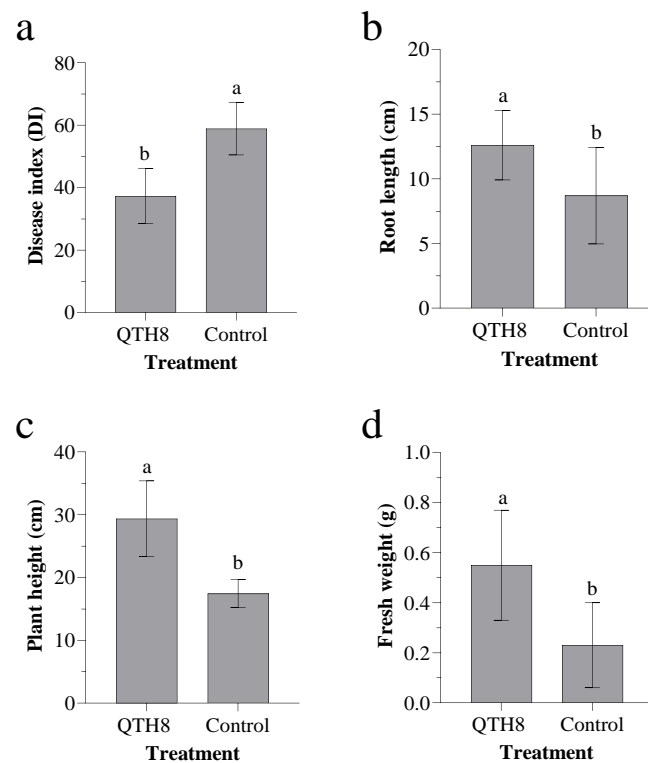 a
Disease index (DI)
80
60
40
20
0
b
a
QTH8 Control
Treatment
b
Root length (cm)
20
15
10
5
0
a
b
QTH8 Control
Treatment
c
Plant height (cm)
40
30
20
10
0
a
b
QTH8 Control
Treatment
d
Fresh weight (g)
1.0
0.8
0.6
0.4
0.2
0.0
a
b
QTH8 Control
Treatment